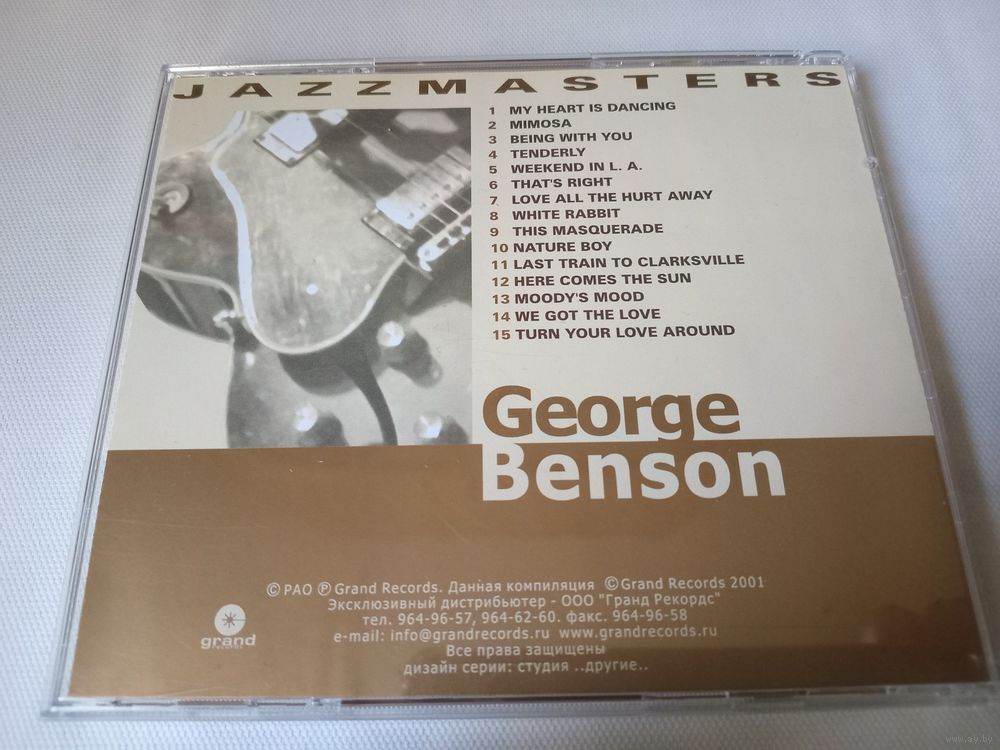 JAZZMASTERS
1 MY HEART IS DANCING
2 MIMOSA
3 BEING WITH YOU
4 TENDERLY
5 WEEKEND IN L. A.
6 THAT'S RIGHT
7 LOVE ALL THE HURT AWAY
8 WHITE RABBIT
9 THIS MASQUERADE
10 NATURE BOY
11 LAST TRAIN TO CLARKSVILLE
12 HERE COMES THE SUN
13 MOODY'S MOOD
14 WE GOT THE LOVE
15 TURN YOUR LOVE AROUND
George
Benson
© РАО ℗ Grand Records. Данная компиляция © Grand Records 2001
Эксклюзивный дистрибьютер - ООО "Гранд Рекордс"
тел. 964-96-57, 964-62-60. факс. 964-96-58
e-mail: info@grandrecords.ru www.grandrecords.ru
Все права защищены
дизайн серии: студия ..другие..
grand
www.ay.by